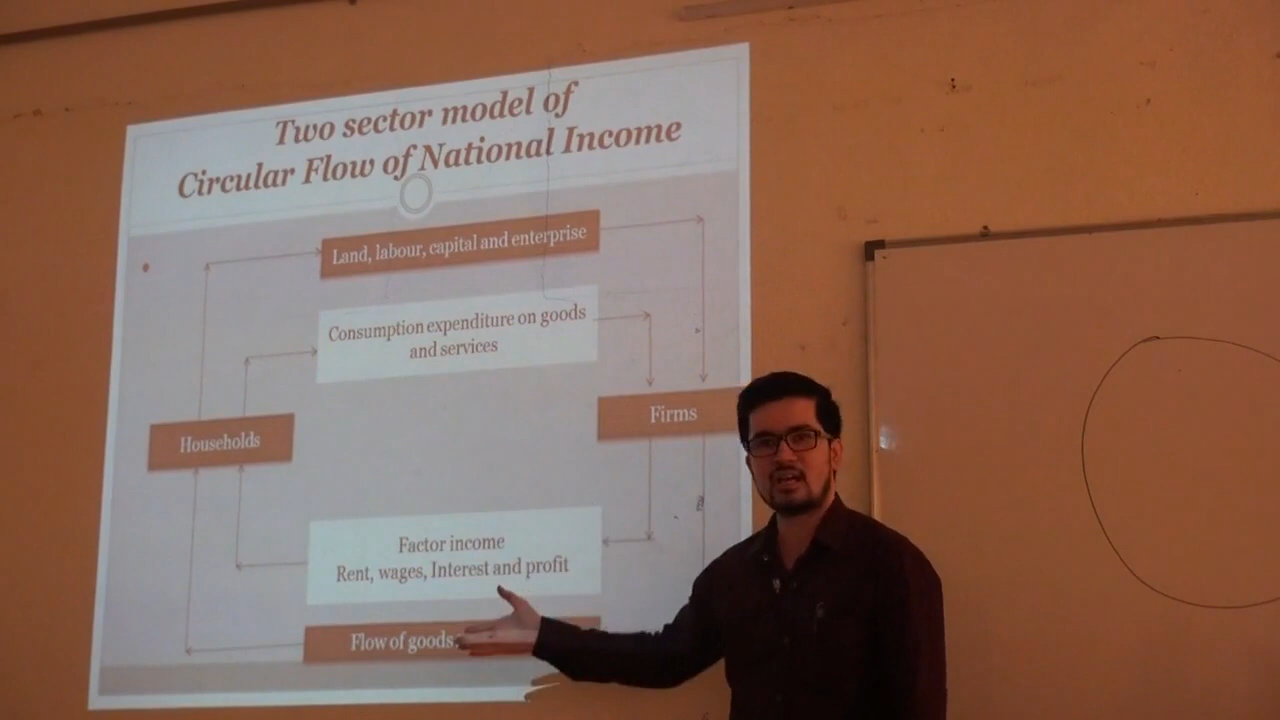 Two sector model of
Circular Flow of National Income
Land, labour, capital and enterprise
Consumption expenditure on goods
and services
Households
Firms
Factor income
Rent, wages, Interest and profit
Flow of goods